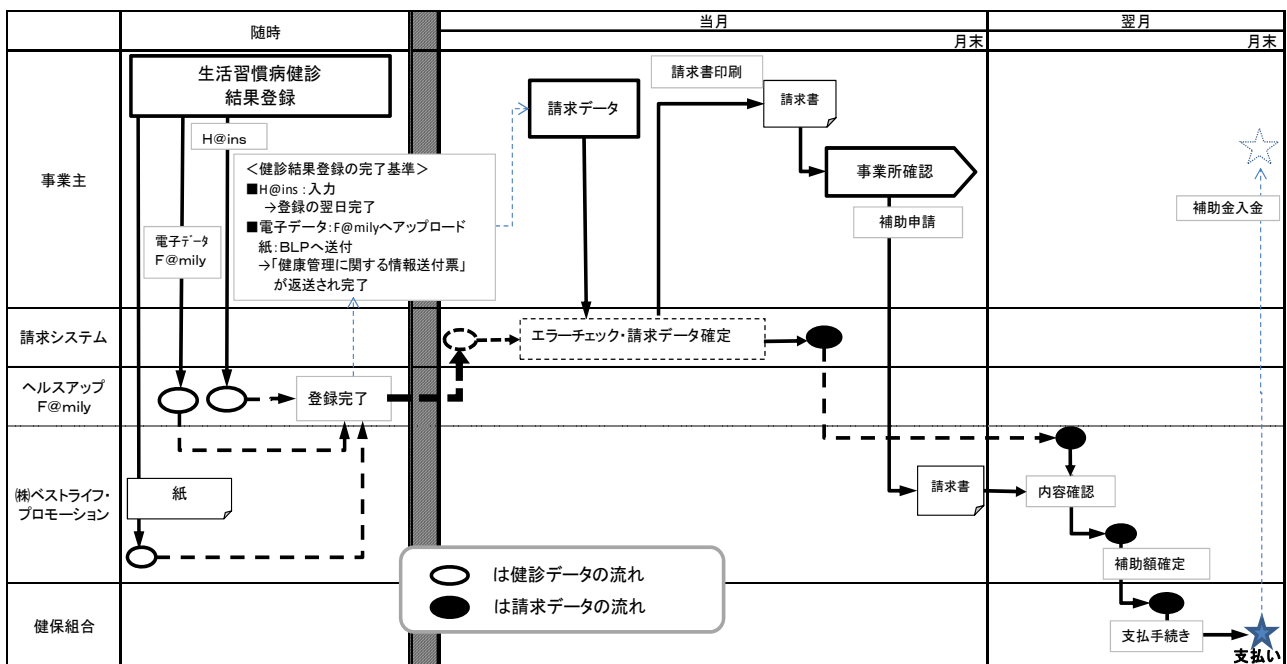 随時
当月
翌月
月末
月末
生活習慣病健診
結果登録
H@ins
電子ﾃﾞｰﾀ
F@mily
＜健診結果登録の完了基準＞
■H@ins：入力
→登録の翌日完了
■電子データ：F@milyへアップロード
紙：BLPへ送付
→「健康管理に関する情報送付票」
が返送され完了
請求データ
請求書印刷
請求書
事業所確認
補助申請
補助金入金
事業主
請求システム
エラーチェック・請求データ確定
ヘルスアップ
F@mily
登録完了
㈱ベストライフ・
プロモーション
紙
請求書
内容確認
補助額確定
は健診データの流れ
は請求データの流れ
健保組合
支払手続き
支払い